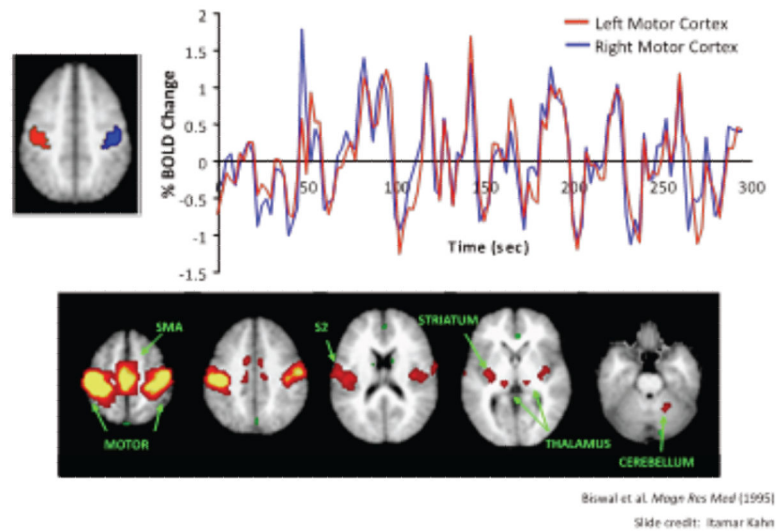 2
1.5
1
0.5
0
-0.5
-1
-1.5
% BOLD Change
Left Motor Cortex
Right Motor Cortex
0 50 100 150 200 250 300
Time (sec)
SMA
S2
STRIATUM
MOTOR
THALAMUS
CEREBELLUM
Biswal et al. Magn Res Med (1995)
Slide credit: Itamar Kahn